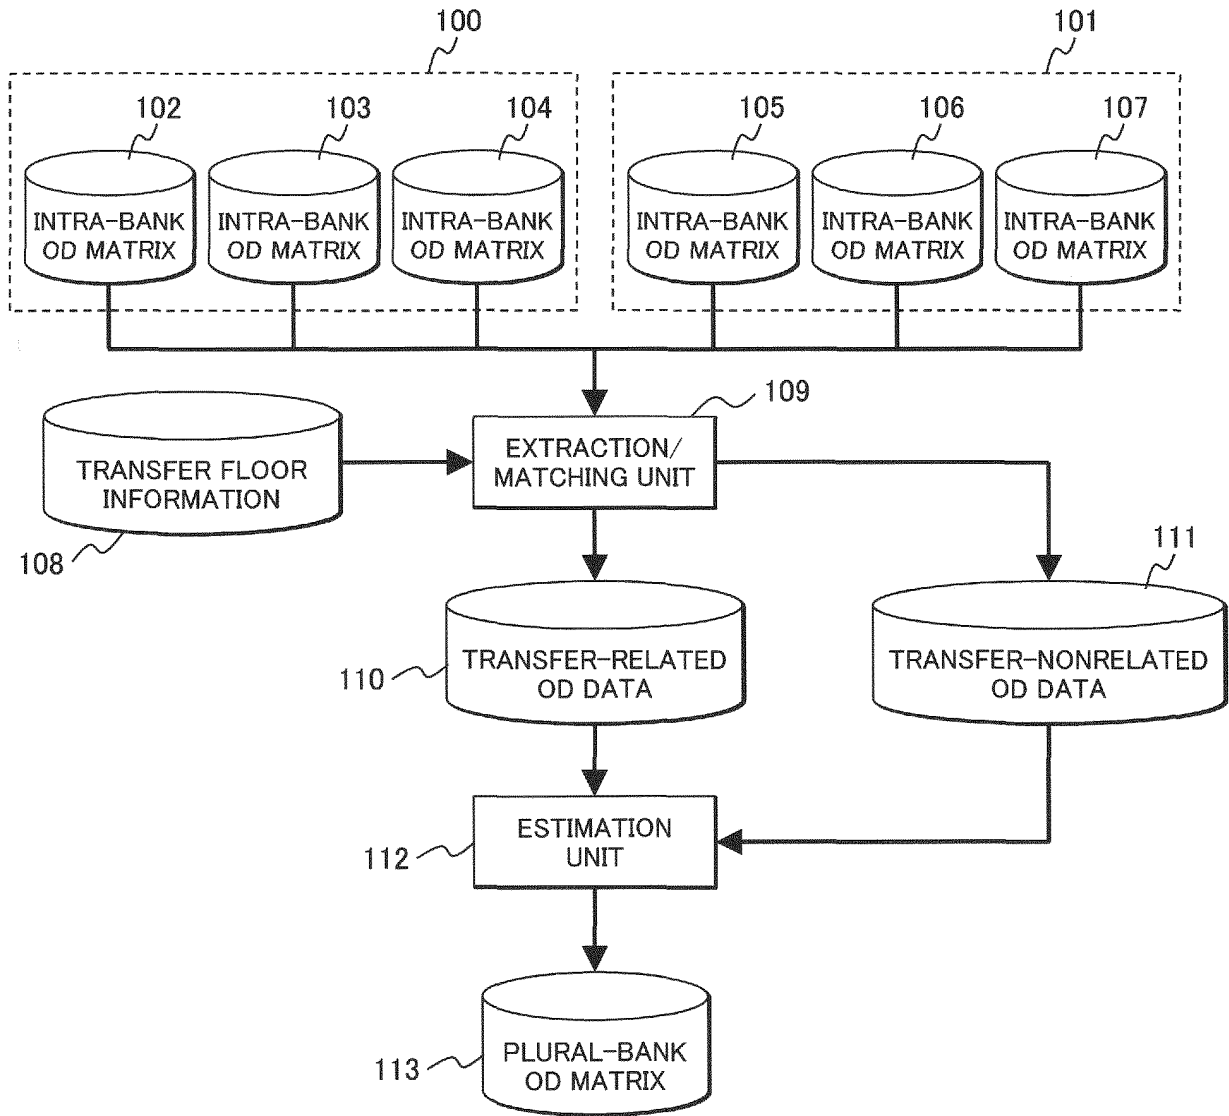 100
101
102
103
104
105
106
107
INTRA-BANK
OD MATRIX
INTRA-BANK
OD MATRIX
INTRA-BANK
OD MATRIX
INTRA-BANK
OD MATRIX
INTRA-BANK
OD MATRIX
INTRA-BANK
OD MATRIX
109
TRANSFER FLOOR
INFORMATION
EXTRACTION/
MATCHING UNIT
108
111
110
TRANSFER-RELATED
OD DATA
TRANSFER-NONRELATED
OD DATA
112
ESTIMATION
UNIT
113
PLURAL-BANK
OD MATRIX